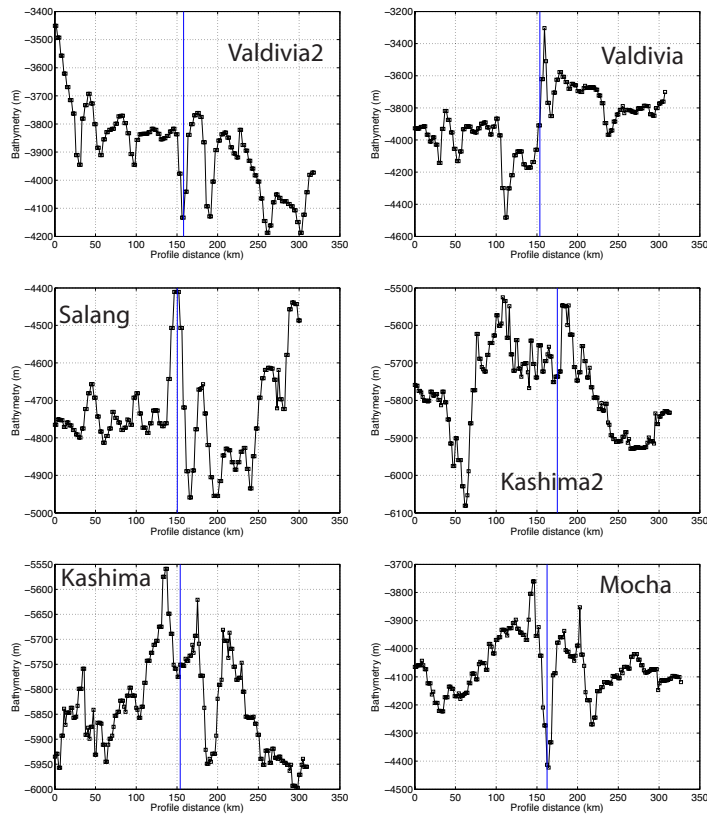 Valdivia2
Bathymetry (m)
−3400
−3500
−3600
−3700
−3800
−3900
−4000
−4100
−4200
0 50 100 150 200 250 300 350
Profile distance (km)
Valdivia
Bathymetry (m)
−3200
−3400
−3600
−3800
−4000
−4200
−4400
−4600
0 50 100 150 200 250 300 350
Profile distance (km)
Salang
Bathymetry (m)
−4400
−4500
−4600
−4700
−4800
−4900
−5000
0 50 100 150 200 250 300 350
Profile distance (km)
Kashima2
Bathymetry (m)
−5500
−5600
−5700
−5800
−5900
−6000
−6100
0 50 100 150 200 250 300 350
Profile distance (km)
Kashima
Bathymetry (m)
−5550
−5600
−5650
−5700
−5750
−5800
−5850
−5900
−5950
−6000
0 50 100 150 200 250 300 350
Profile distance (km)
Mocha
Bathymetry (m)
−3700
−3800
−3900
−4000
−4100
−4200
−4300
−4400
−4500
0 50 100 150 200 250 300 350
Profile distance (km)